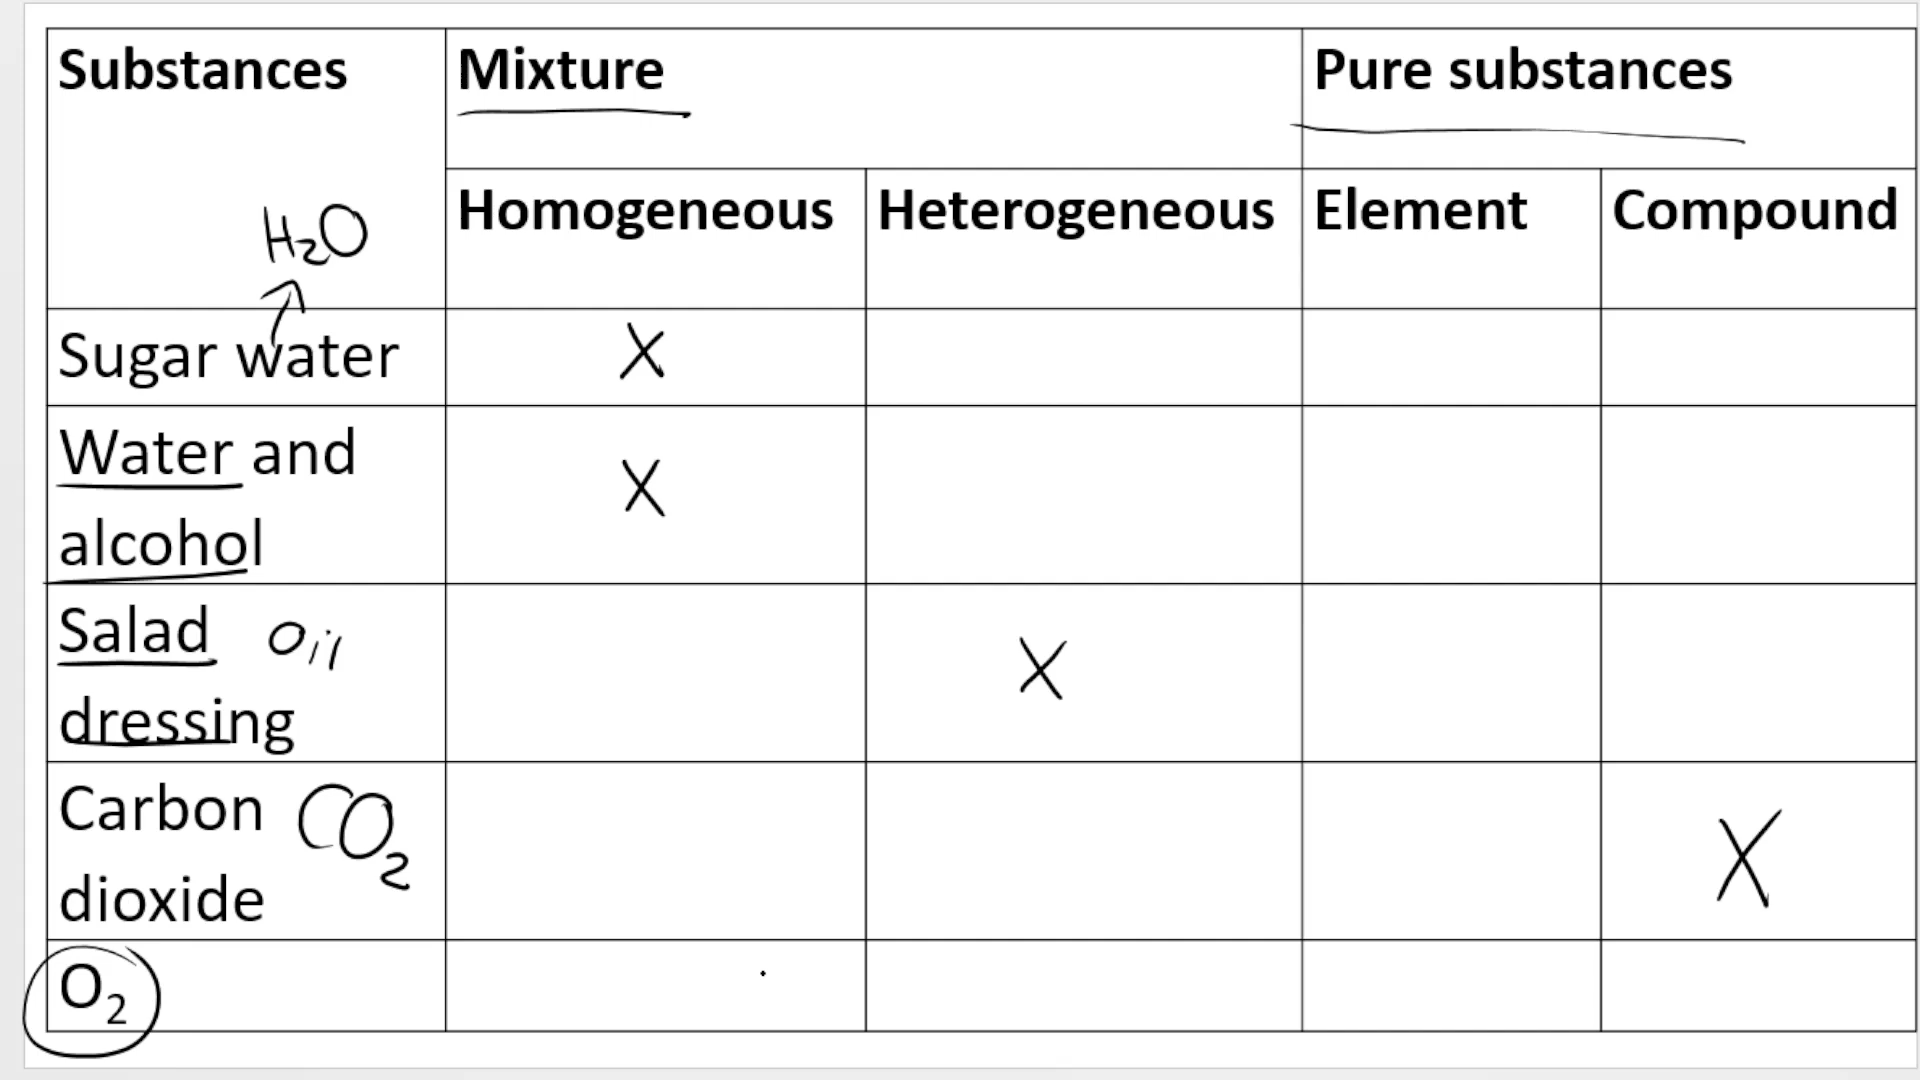 Substances
Mixture
Pure substances
H₂O
Homogeneous
Heterogeneous
Element
Compound
Sugar water
X
Water and
alcohol
X
Salad
dressing
Oil
X
Carbon
dioxide
CO₂
X
O₂